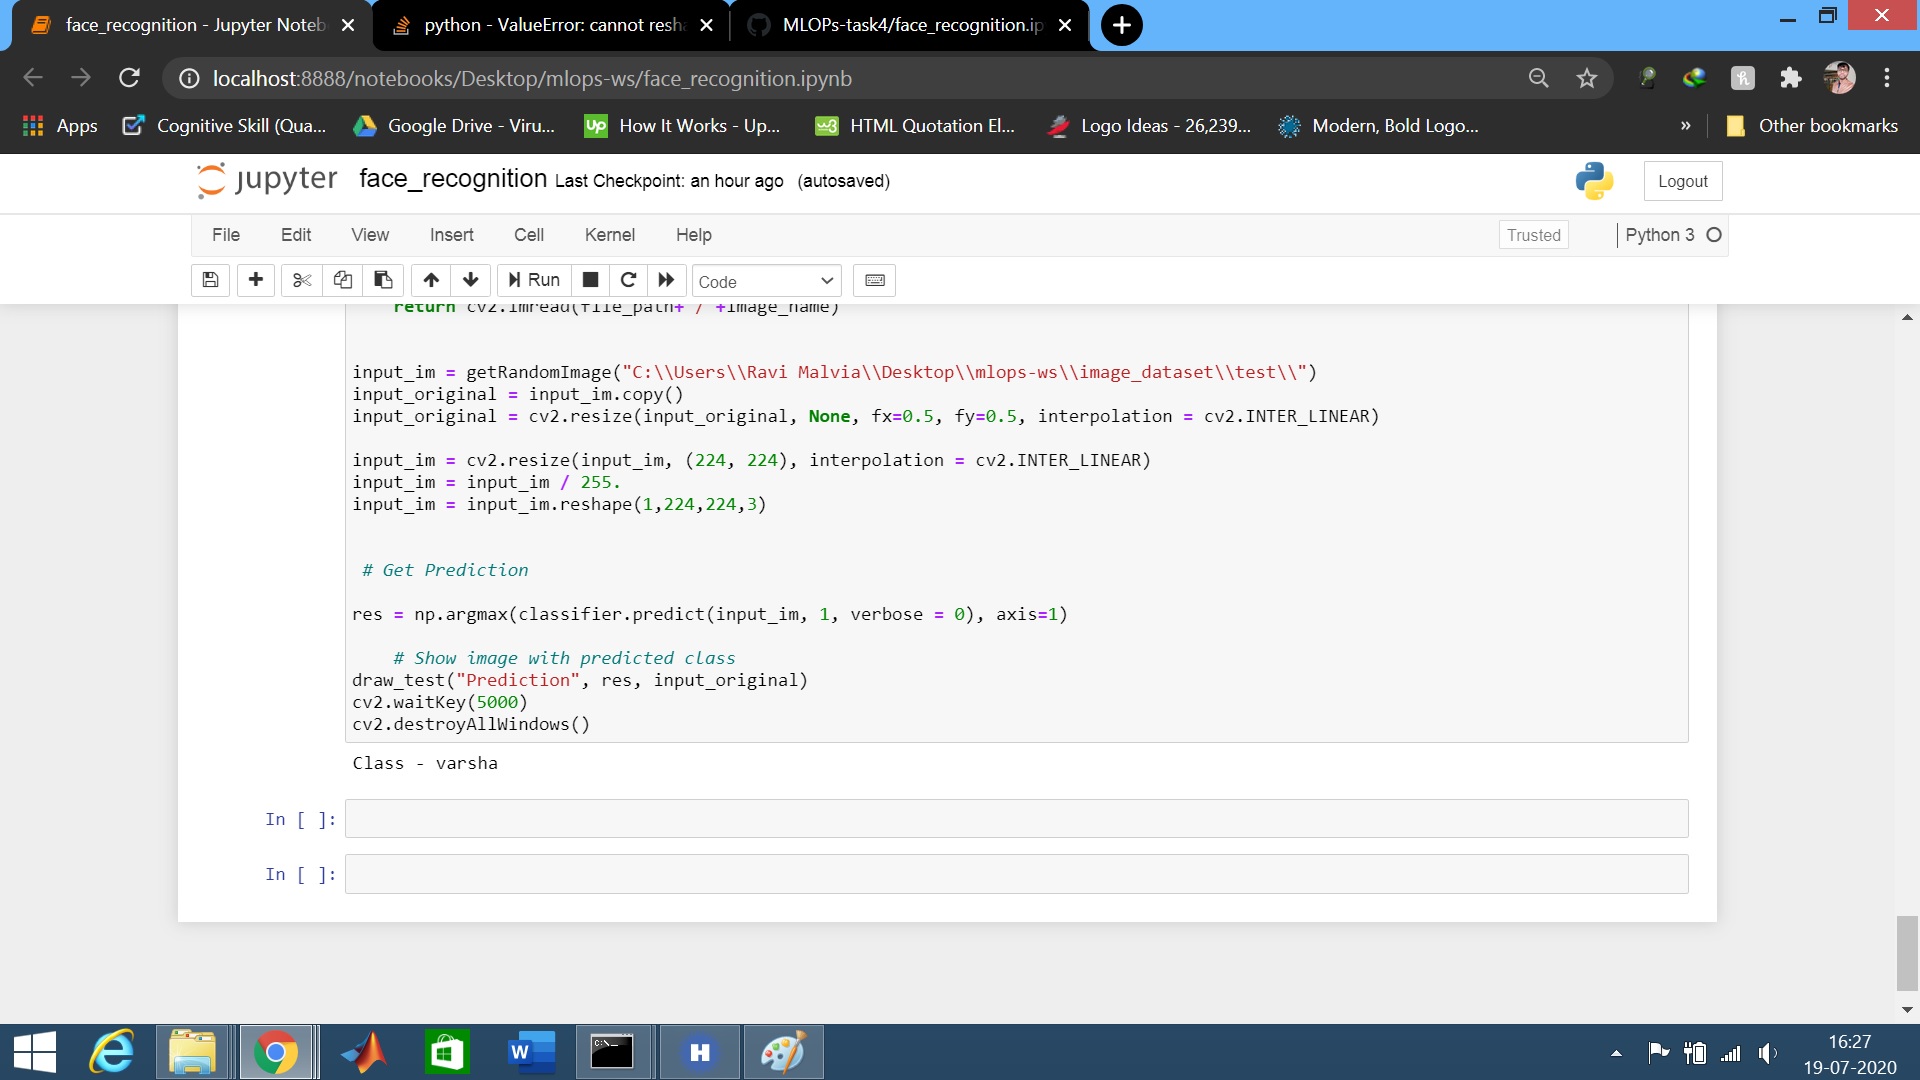 face_recognition - Jupyter Noteb
python - ValueError: cannot resha
MLOPs-task4/face_recognition.ip
localhost:8888/notebooks/Desktop/mlops-ws/face_recognition.ipynb
Apps
Cognitive Skill (Qua...
Google Drive - Viru...
Up How It Works - Up...
w3 HTML Quotation El...
Logo Ideas - 26,239...
Modern, Bold Logo...
»
Other bookmarks
jupyter face_recognition Last Checkpoint: an hour ago (autosaved)
Logout
File Edit View Insert Cell Kernel Help
Trusted
Python 3
Run
Code
return cv2.imread(file_path+"/"+image_name)
input_im = getRandomImage("C:\\Users\\Ravi Malvia\\Desktop\\mlops-ws\\image_dataset\\test\\")
input_original = input_im.copy()
input_original = cv2.resize(input_original, None, fx=0.5, fy=0.5, interpolation = cv2.INTER_LINEAR)
input_im = cv2.resize(input_im, (224, 224), interpolation = cv2.INTER_LINEAR)
input_im = input_im / 255.
input_im = input_im.reshape(1,224,224,3)
# Get Prediction
res = np.argmax(classifier.predict(input_im, 1, verbose = 0), axis=1)
# Show image with predicted class
draw_test("Prediction", res, input_original)
cv2.waitKey(5000)
cv2.destroyAllWindows()
Class - varsha
In [ ]:
In [ ]:
C:\_
H
W
16:27
19-07-2020